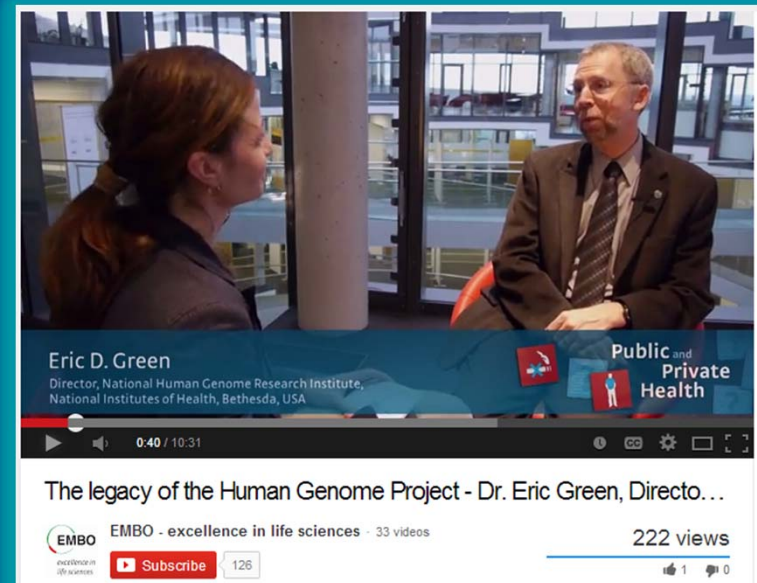 Eric D. Green
Director, National Human Genome Research Institute,
National Institutes of Health, Bethesda, USA
Public and
Private
Health
0:40 / 10:31
CC
The legacy of the Human Genome Project - Dr. Eric Green, Directo...
EMBO
excellence in
life sciences
EMBO - excellence in life sciences · 33 videos
Subscribe
126
222 views
1
0